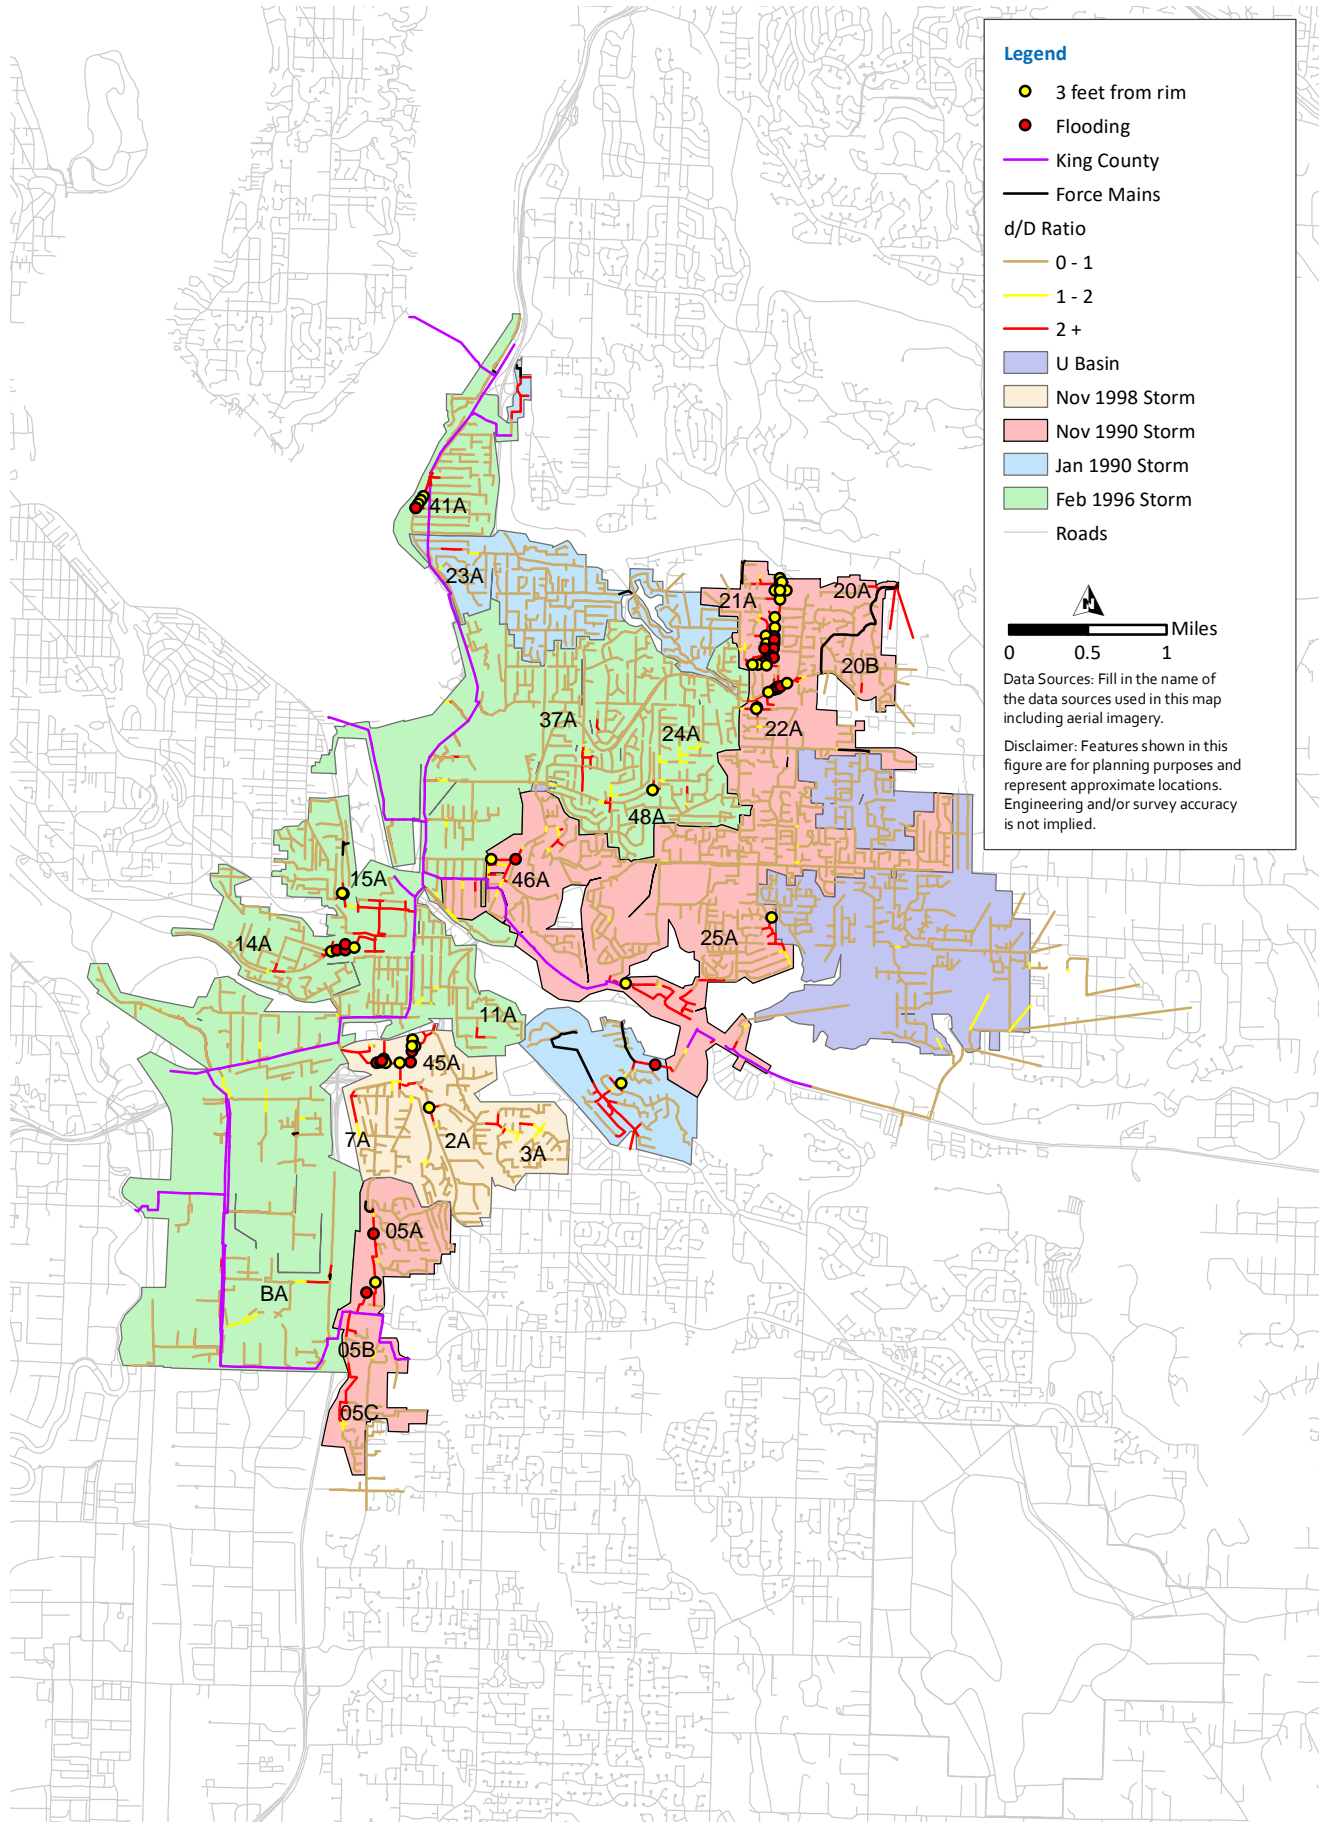 Legend
3 feet from rim
Flooding
King County
Force Mains
d/D Ratio
0 - 1
1 - 2
2 +
U Basin
Nov 1998 Storm
Nov 1990 Storm
Jan 1990 Storm
Feb 1996 Storm
Roads
N
Miles
0 0.5 1
Data Sources: Fill in the name of
the data sources used in this map
including aerial imagery.
Disclaimer: Features shown in this
figure are for planning purposes and
represent approximate locations.
Engineering and/or survey accuracy
is not implied.
41A
23A
21A
20A
20B
37A
24A
22A
48A
46A
15A
14A
25A
11A
45A
7A
2A
3A
05A
BA
05B
05C